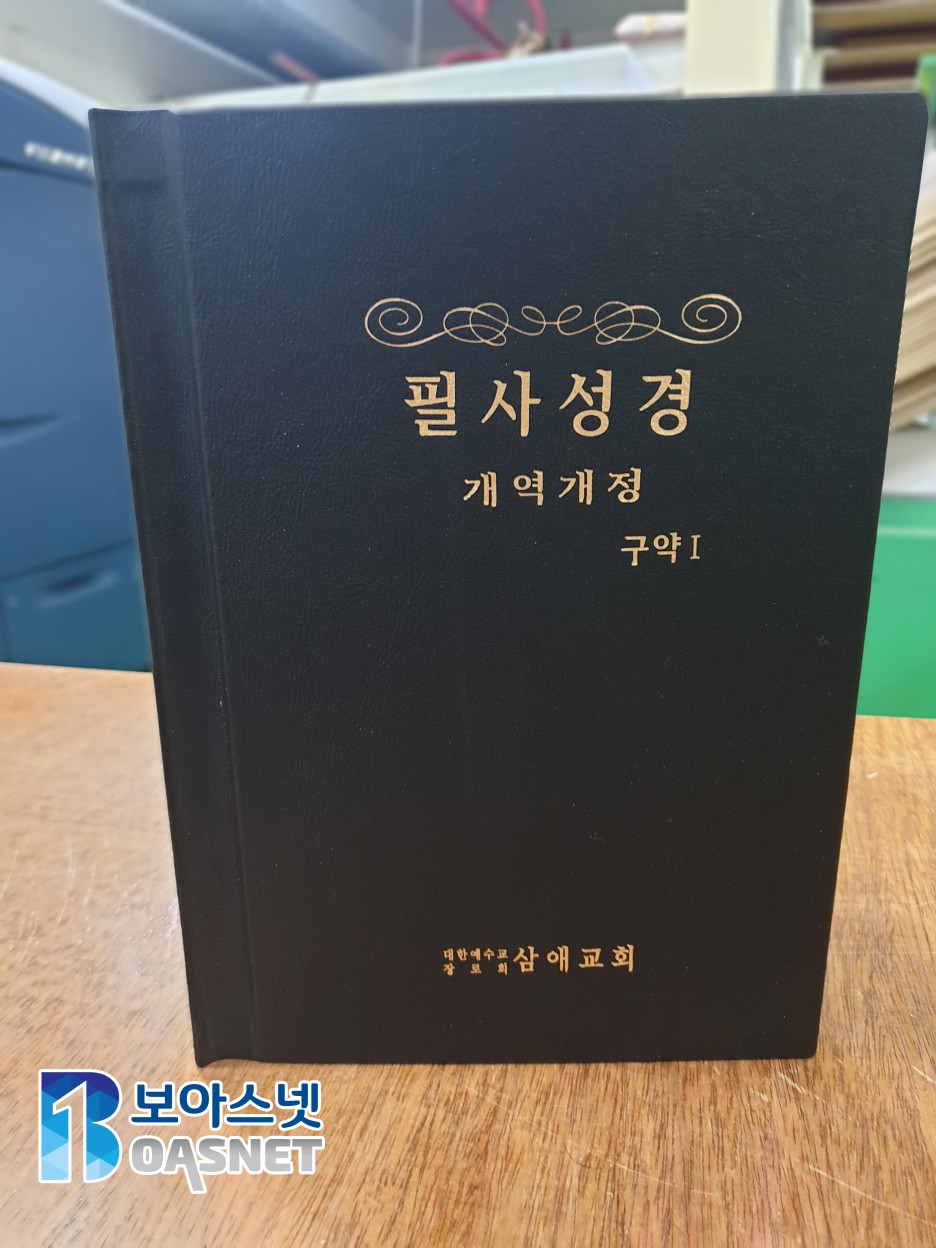 필사성경
개역개정
구약 I
대한예수교
장로회 삼애교회
보아스넷
BOASNET